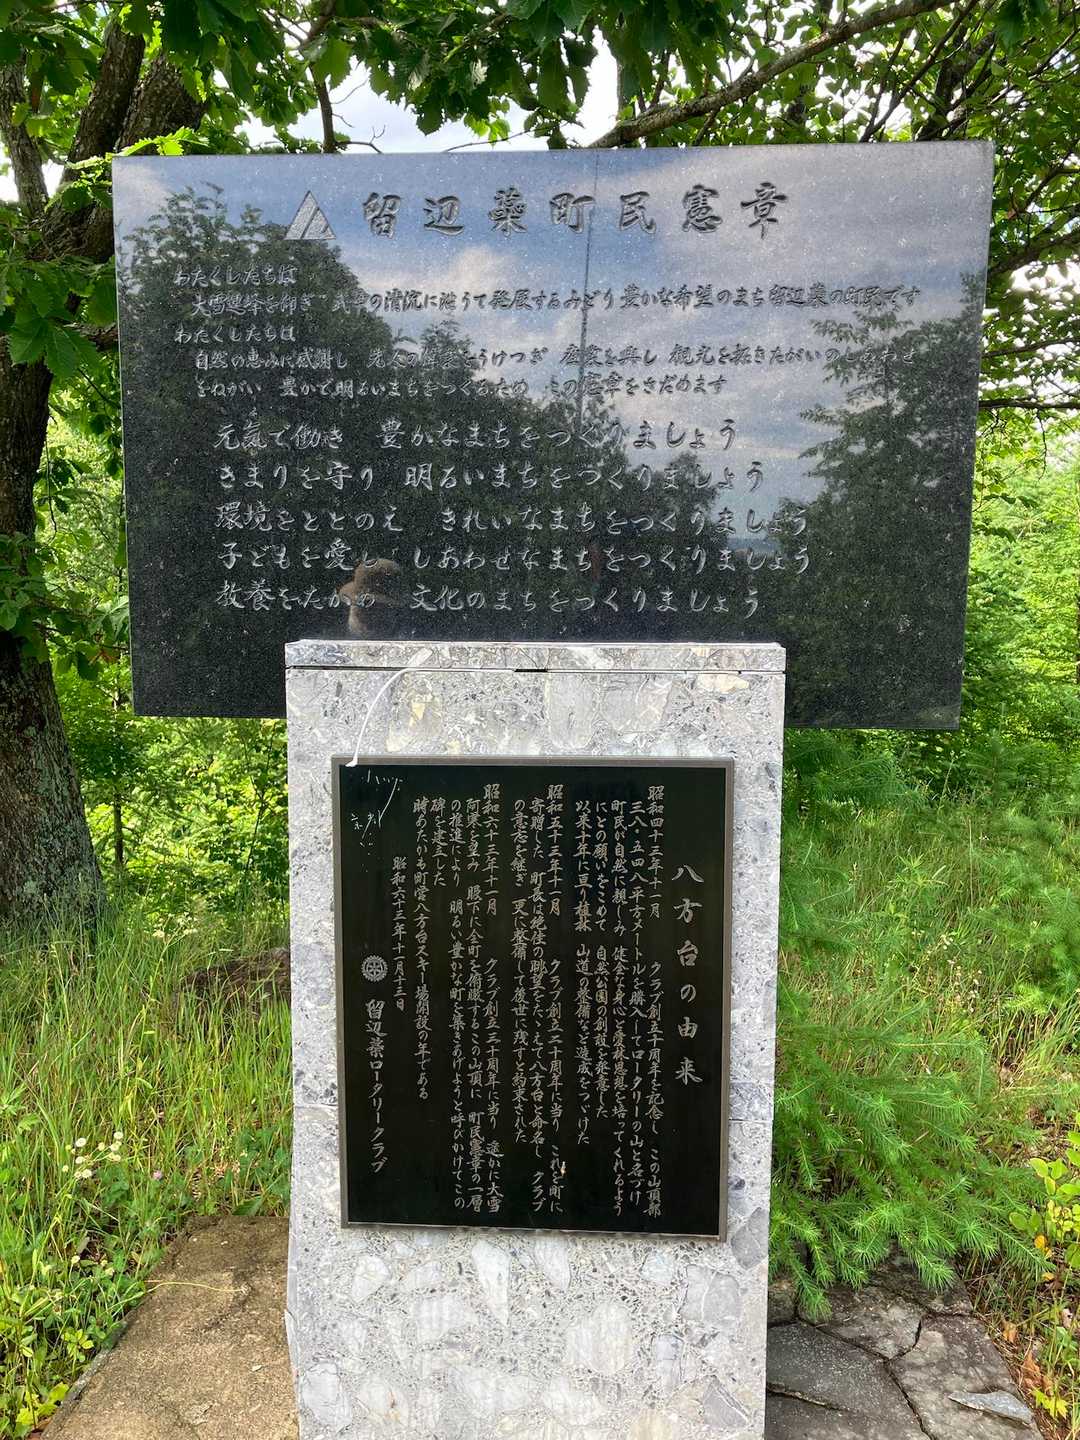 留辺蘂町民憲章
わたくしたちは
大雪連峰を仰ぎ 武華の清流に沿うて発展するみどり豊かな希望のまち留辺蘂の町民です
わたくしたちは
自然の恵みに感謝し 先人の偉業をうけつぎ 産業を興し 観光を拓きたがいのしあわせ
をねがい 豊かで明るいまちをつくるため この憲章をさだめます
元気で働き 豊かなまちをつくりましょう
きまりを守り 明るいまちをつくりましょう
環境をととのえ きれいなまちをつくりましょう
子どもを愛し しあわせなまちをつくりましょう
教養をたかめ 文化のまちをつくりましょう
八方台の由来
昭和四十三年十一月 クラブ創立十周年を記念し この山頂部
三八・五四八平方メートルを購入してロータリーの山と名づけ
町民が自然に親しみ 健全な身心と愛林思想を培ってくれるよう
にとの願いをこめて 自然公園の創設を発意した
以来十年に亘り植林 山道の整備など造成をつづけた
昭和五十三年十一月 クラブ創立二十周年に当り これを町に
寄贈した 町長は絶佳の眺望をたゝえて八方台と命名し クラブ
の意志を継ぎ 更に整備して後世に残すと約束された
昭和六十三年十一月 クラブ創立三十周年に当り 遙かに大雪
阿寒を望み 眼下に全町を俯瞰するこの山頂に 町民憲章の一層
の推進により 明るい豊かな町を築きあげようと呼びかけてこの
碑を建立した
時あたかも町営八方台スキー場開設の年である
昭和六十三年十一月十三日
留辺蘂ロータリークラブ